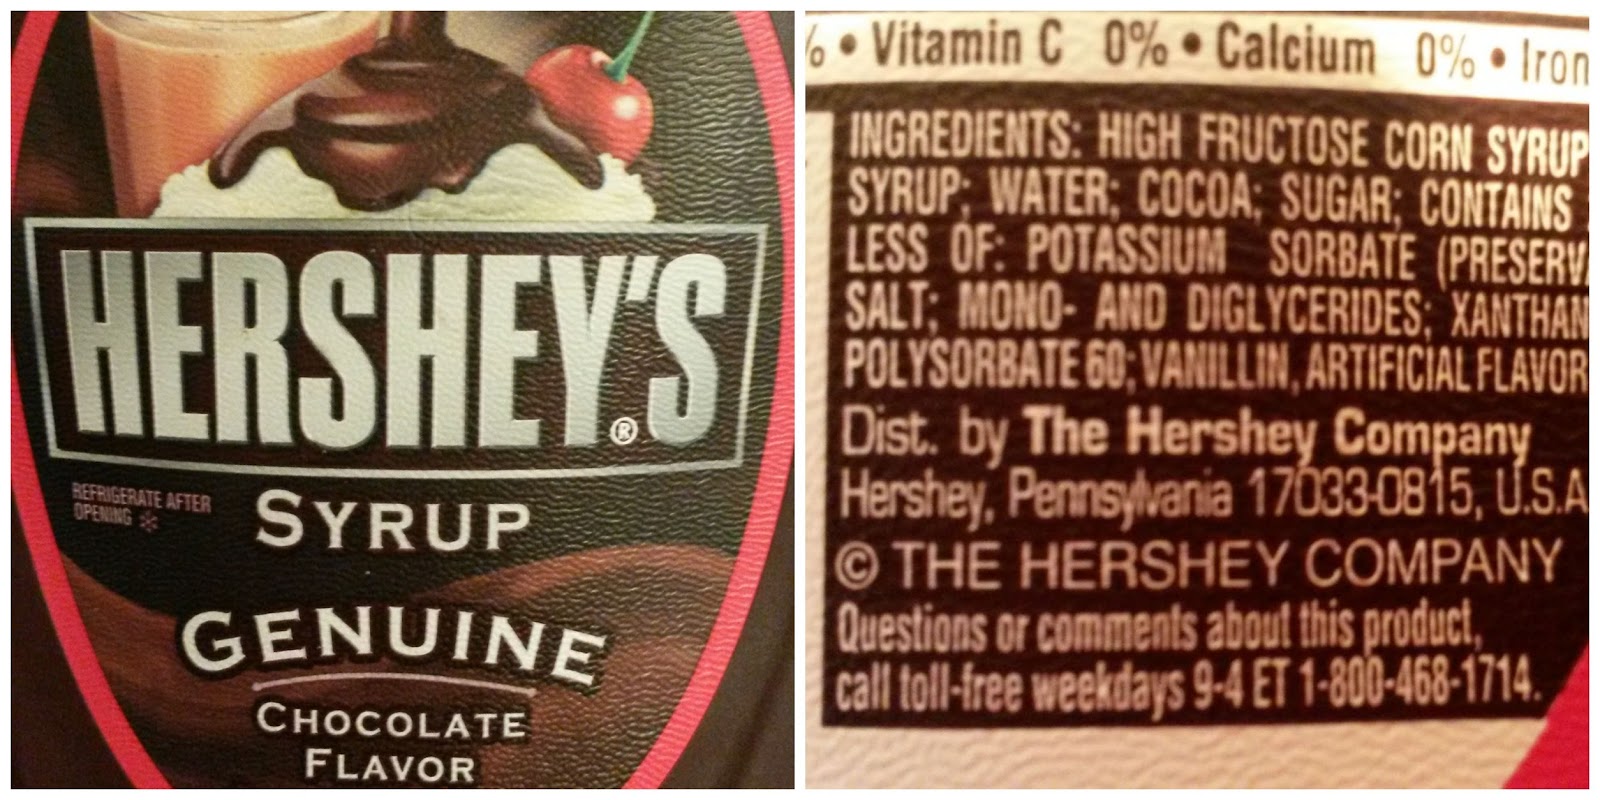 HERSHEY'S®
REFRIGERATE AFTER
OPENING *
SYRUP
GENUINE
CHOCOLATE
FLAVOR
% • Vitamin C 0% • Calcium 0% • Iron
INGREDIENTS: HIGH FRUCTOSE CORN SYRUP
SYRUP; WATER; COCOA; SUGAR; CONTAINS
LESS OF: POTASSIUM SORBATE (PRESERV
SALT; MONO- AND DIGLYCERIDES; XANTHAN
POLYSORBATE 60; VANILLIN, ARTIFICIAL FLAVOR
Dist. by The Hershey Company
Hershey, Pennsylvania 17033-0815, U.S.A
© THE HERSHEY COMPANY
Questions or comments about this product,
call toll-free weekdays 9-4 ET 1-800-468-1714.